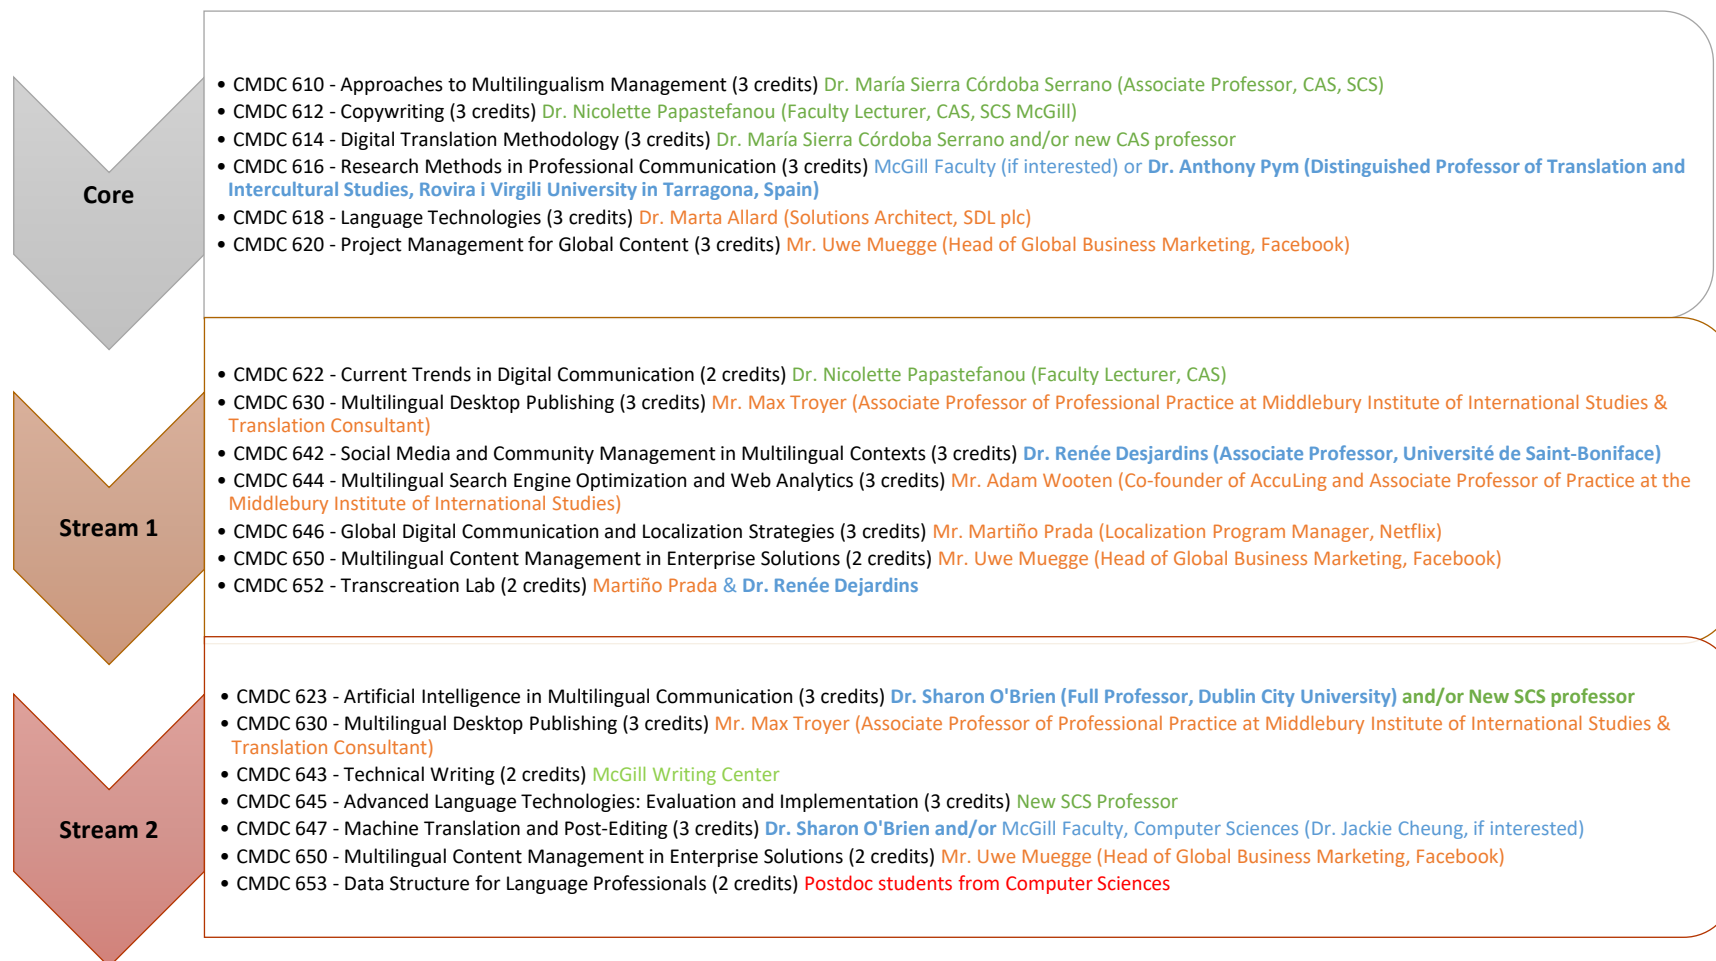 Core
• CMDC 610 - Approaches to Multilingualism Management (3 credits) Dr. María Sierra Córdoba Serrano (Associate Professor, CAS, SCS)
• CMDC 612 - Copywriting (3 credits) Dr. Nicolette Papastefanou (Faculty Lecturer, CAS, SCS McGill)
• CMDC 614 - Digital Translation Methodology (3 credits) Dr. María Sierra Córdoba Serrano and/or new CAS professor
• CMDC 616 - Research Methods in Professional Communication (3 credits) McGill Faculty (if interested) or Dr. Anthony Pym (Distinguished Professor of Translation and
Intercultural Studies, Rovira i Virgili University in Tarragona, Spain)
• CMDC 618 - Language Technologies (3 credits) Dr. Marta Allard (Solutions Architect, SDL plc)
• CMDC 620 - Project Management for Global Content (3 credits) Mr. Uwe Muegge (Head of Global Business Marketing, Facebook)
Stream 1
• CMDC 622 - Current Trends in Digital Communication (2 credits) Dr. Nicolette Papastefanou (Faculty Lecturer, CAS)
• CMDC 630 - Multilingual Desktop Publishing (3 credits) Mr. Max Troyer (Associate Professor of Professional Practice at Middlebury Institute of International Studies &
Translation Consultant)
• CMDC 642 - Social Media and Community Management in Multilingual Contexts (3 credits) Dr. Renée Desjardins (Associate Professor, Université de Saint-Boniface)
• CMDC 644 - Multilingual Search Engine Optimization and Web Analytics (3 credits) Mr. Adam Wooten (Co-founder of AccuLing and Associate Professor of Practice at the
Middlebury Institute of International Studies)
• CMDC 646 - Global Digital Communication and Localization Strategies (3 credits) Mr. Martiño Prada (Localization Program Manager, Netflix)
• CMDC 650 - Multilingual Content Management in Enterprise Solutions (2 credits) Mr. Uwe Muegge (Head of Global Business Marketing, Facebook)
• CMDC 652 - Transcreation Lab (2 credits) Martiño Prada & Dr. Renée Dejardins
Stream 2
• CMDC 623 - Artificial Intelligence in Multilingual Communication (3 credits) Dr. Sharon O'Brien (Full Professor, Dublin City University) and/or New SCS professor
• CMDC 630 - Multilingual Desktop Publishing (3 credits) Mr. Max Troyer (Associate Professor of Professional Practice at Middlebury Institute of International Studies &
Translation Consultant)
• CMDC 643 - Technical Writing (2 credits) McGill Writing Center
• CMDC 645 - Advanced Language Technologies: Evaluation and Implementation (3 credits) New SCS Professor
• CMDC 647 - Machine Translation and Post-Editing (3 credits) Dr. Sharon O'Brien and/or McGill Faculty, Computer Sciences (Dr. Jackie Cheung, if interested)
• CMDC 650 - Multilingual Content Management in Enterprise Solutions (2 credits) Mr. Uwe Muegge (Head of Global Business Marketing, Facebook)
• CMDC 653 - Data Structure for Language Professionals (2 credits) Postdoc students from Computer Sciences